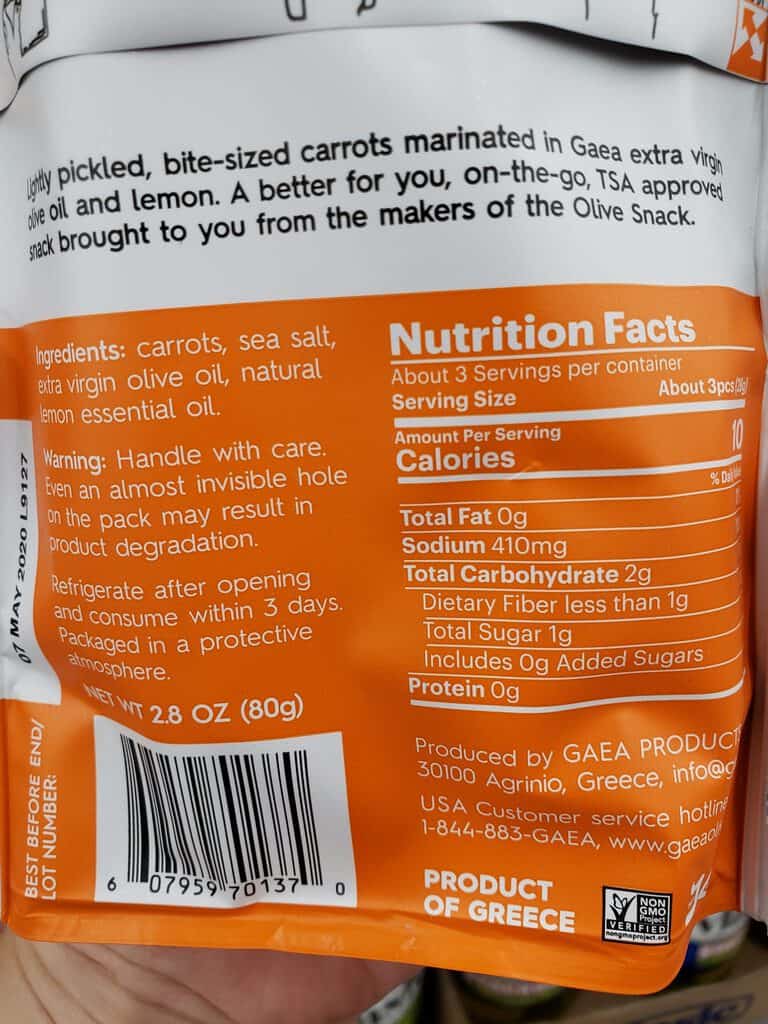 Lightly pickled, bite-sized carrots marinated in Gaea extra virgin
olive oil and lemon. A better for you, on-the-go, TSA approved
snack brought to you from the makers of the Olive Snack.
Ingredients: carrots, sea salt,
extra virgin olive oil, natural
lemon essential oil.
Warning: Handle with care.
Even an almost invisible hole
on the pack may result in
product degradation.
Refrigerate after opening
and consume within 3 days.
Packaged in a protective
atmosphere.
NET WT 2.8 OZ (80g)
07 MAY 2020 L9127
BEST BEFORE END/
LOT NUMBER:
6 07959 70137 0
Nutrition Facts
About 3 Servings per container
Serving Size About 3pcs (28g)
Amount Per Serving
Calories 10
% Daily
Total Fat 0g
Sodium 410mg
Total Carbohydrate 2g
Dietary Fiber less than 1g
Total Sugar 1g
Includes 0g Added Sugars
Protein 0g
Produced by GAEA PRODUCTS
30100 Agrinio, Greece, info@g
USA Customer service hotline
1-844-883-GAEA, www.gaeaol
PRODUCT
OF GREECE
NON
GMO
Project
VERIFIED
nongmoproject.org